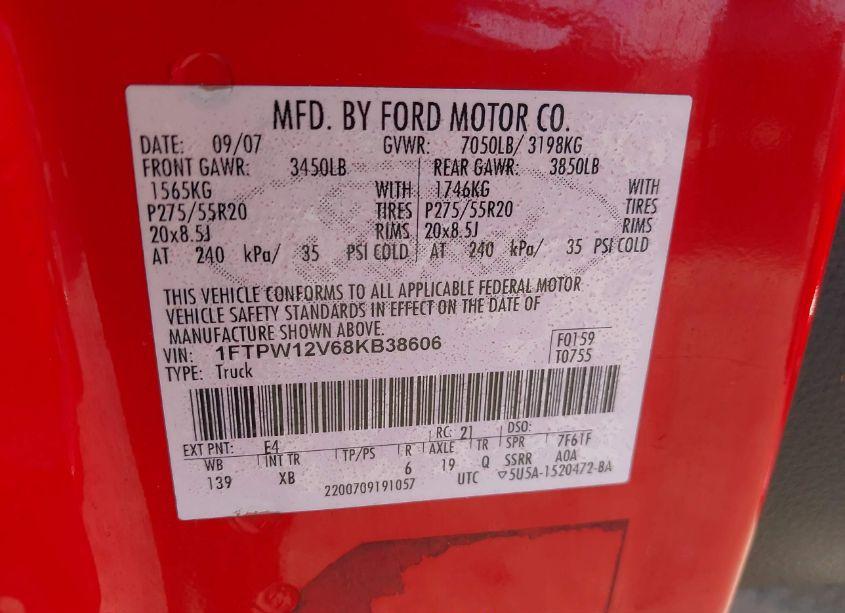 MFD. BY FORD MOTOR CO.
DATE: 09/07 GVWR: 7050LB/ 3198KG
FRONT GAWR: 3450LB REAR GAWR: 3850LB
1565KG WITH 1746KG WITH
P275/55R20 TIRES P275/55R20 TIRES
20x8.5J RIMS 20x8.5J RIMS
AT 240 kPa/ 35 PSI COLD AT 240 kPa/ 35 PSI COLD
THIS VEHICLE CONFORMS TO ALL APPLICABLE FEDERAL MOTOR
VEHICLE SAFETY STANDARDS IN EFFECT ON THE DATE OF
MANUFACTURE SHOWN ABOVE.
VIN: 1FTPW12V68KB38606 F0159
TYPE: Truck T0755
EXT PNT: E4 RC: 21 DSO:
WB INT TR TP/PS R AXLE TR SPR 7F6TF
139 XB 6 19 Q SSRR AOA
2200709191057 UTC ▽5U5A-1520472-BA